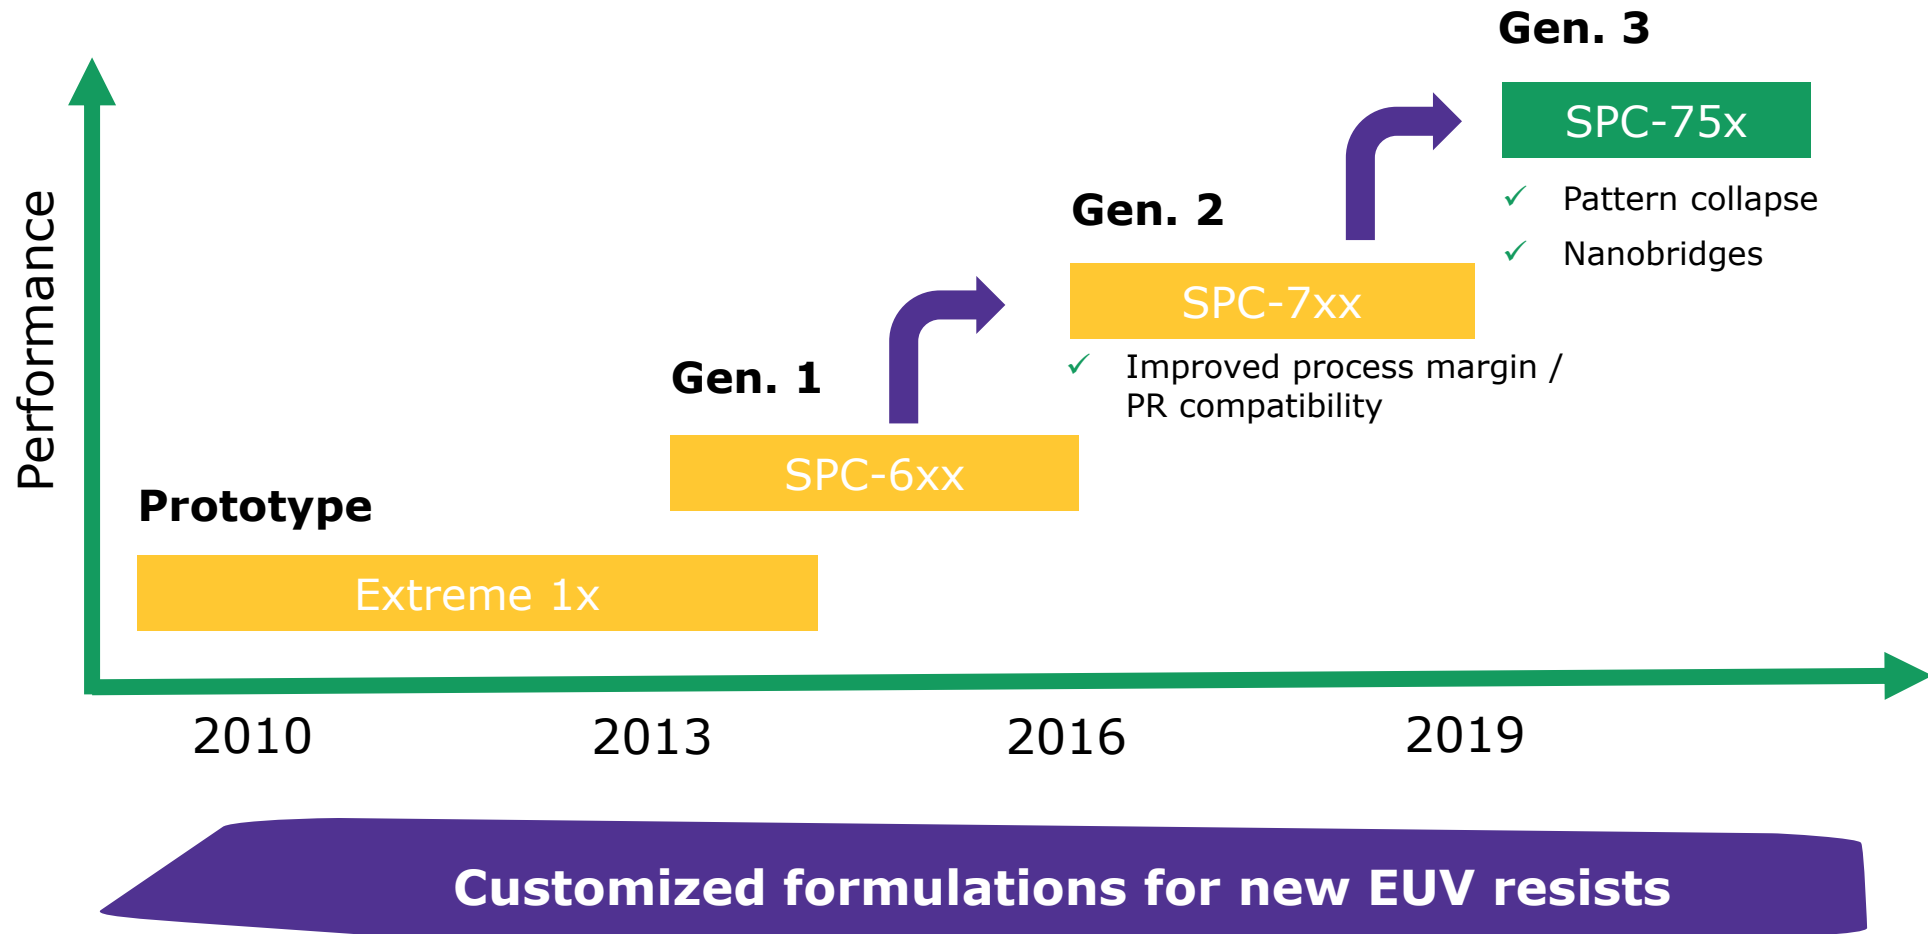 Gen. 3
SPC-75x
✓ Pattern collapse
✓ Nanobridges
Gen. 2
SPC-7xx
✓ Improved process margin /
PR compatibility
Gen. 1
SPC-6xx
Prototype
Extreme 1x
Performance
2010 2013 2016 2019
Customized formulations for new EUV resists